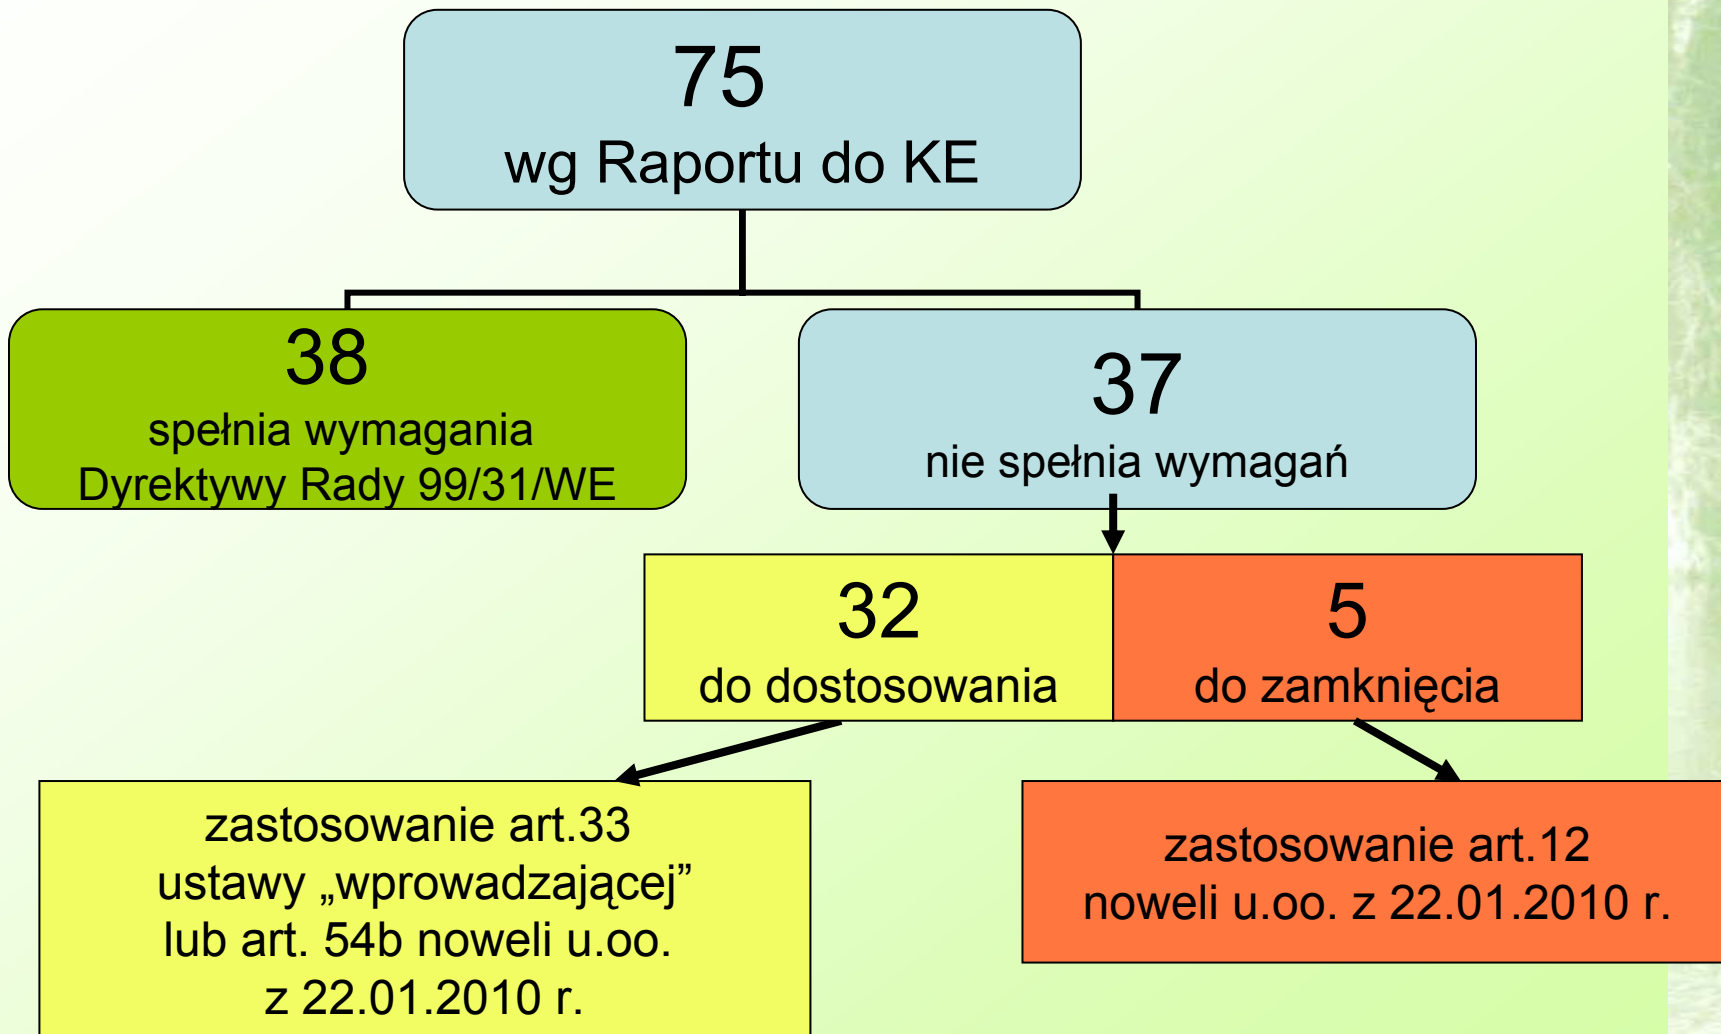 75
wg Raportu do KE
38
spełnia wymagania
Dyrektywy Rady 99/31/WE
37
nie spełnia wymagań
32
do dostosowania
5
do zamknięcia
zastosowanie art.33
ustawy „wprowadzającej”
lub art. 54b noweli u.oo.
z 22.01.2010 r.
zastosowanie art.12
noweli u.oo. z 22.01.2010 r.